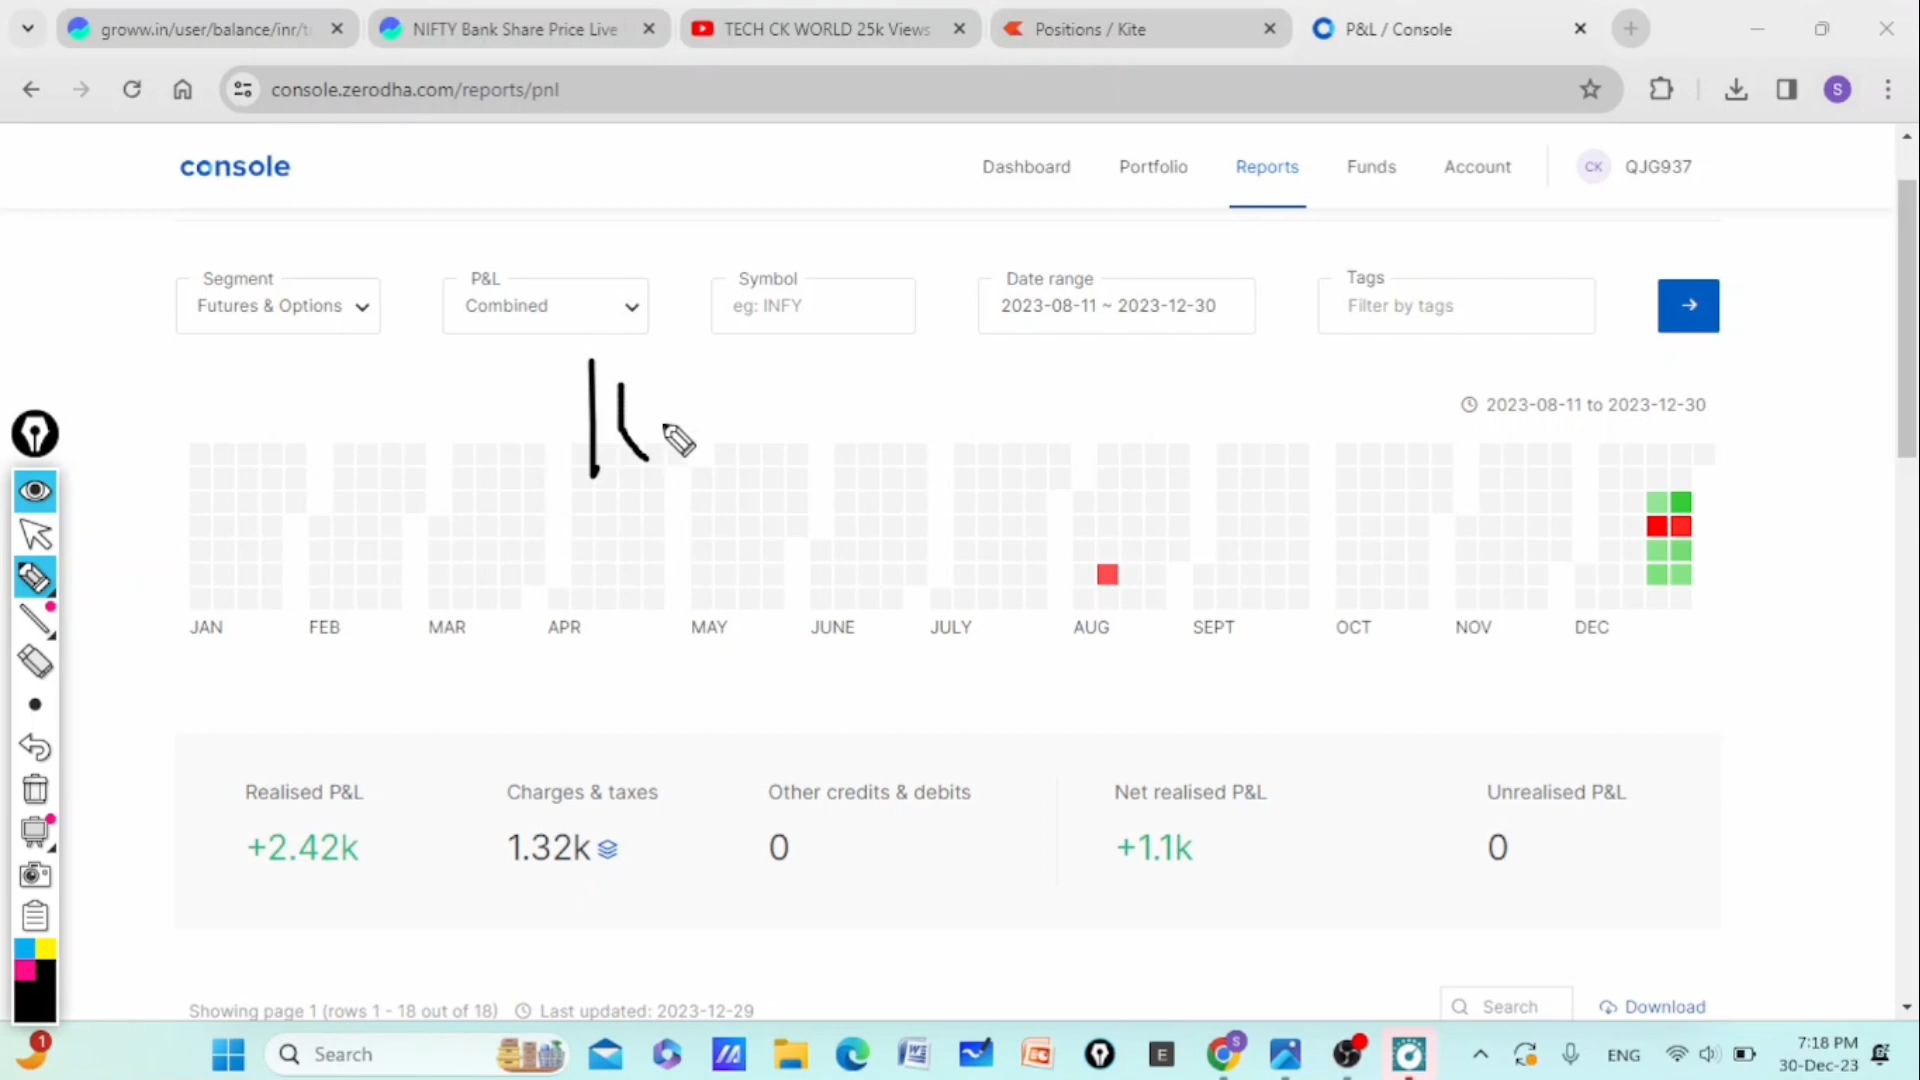 groww.in/user/balance/inr/t
NIFTY Bank Share Price Live
TECH CK WORLD 25k Views
Positions / Kite
P&L / Console
console.zerodha.com/reports/pnl
S
console
Dashboard
Portfolio
Reports
Funds
Account
CK
QJG937
Segment
Futures & Options
P&L
Combined
Symbol
eg: INFY
Date range
2023-08-11 ~ 2023-12-30
Tags
Filter by tags
2023-08-11 to 2023-12-30
JAN
FEB
MAR
APR
MAY
JUNE
JULY
AUG
SEPT
OCT
NOV
DEC
Realised P&L
+2.42k
Charges & taxes
1.32k
Other credits & debits
0
Net realised P&L
+1.1k
Unrealised P&L
0
Showing page 1 (rows 1 - 18 out of 18)
Last updated: 2023-12-29
Search
Download
1
Search
E
S
ENG
7:18 PM
30-Dec-23